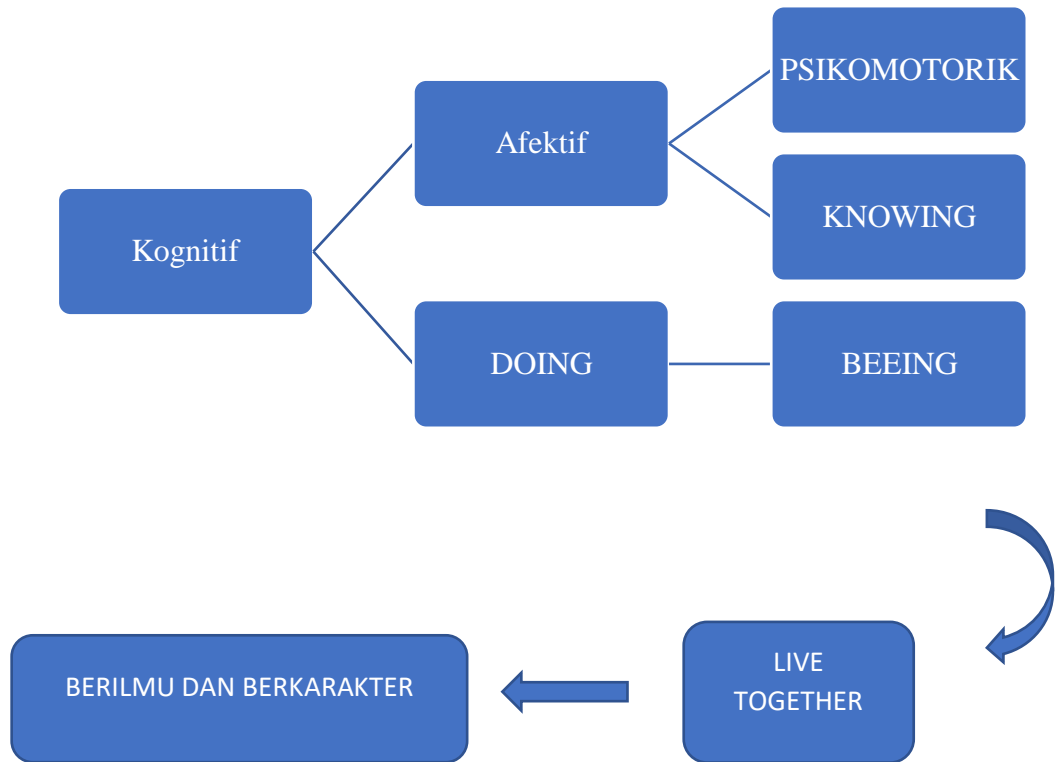 PSIKOMOTORIK
Afektif
KNOWING
Kognitif
DOING
BEEING
LIVE
TOGETHER
BERILMU DAN BERKARAKTER